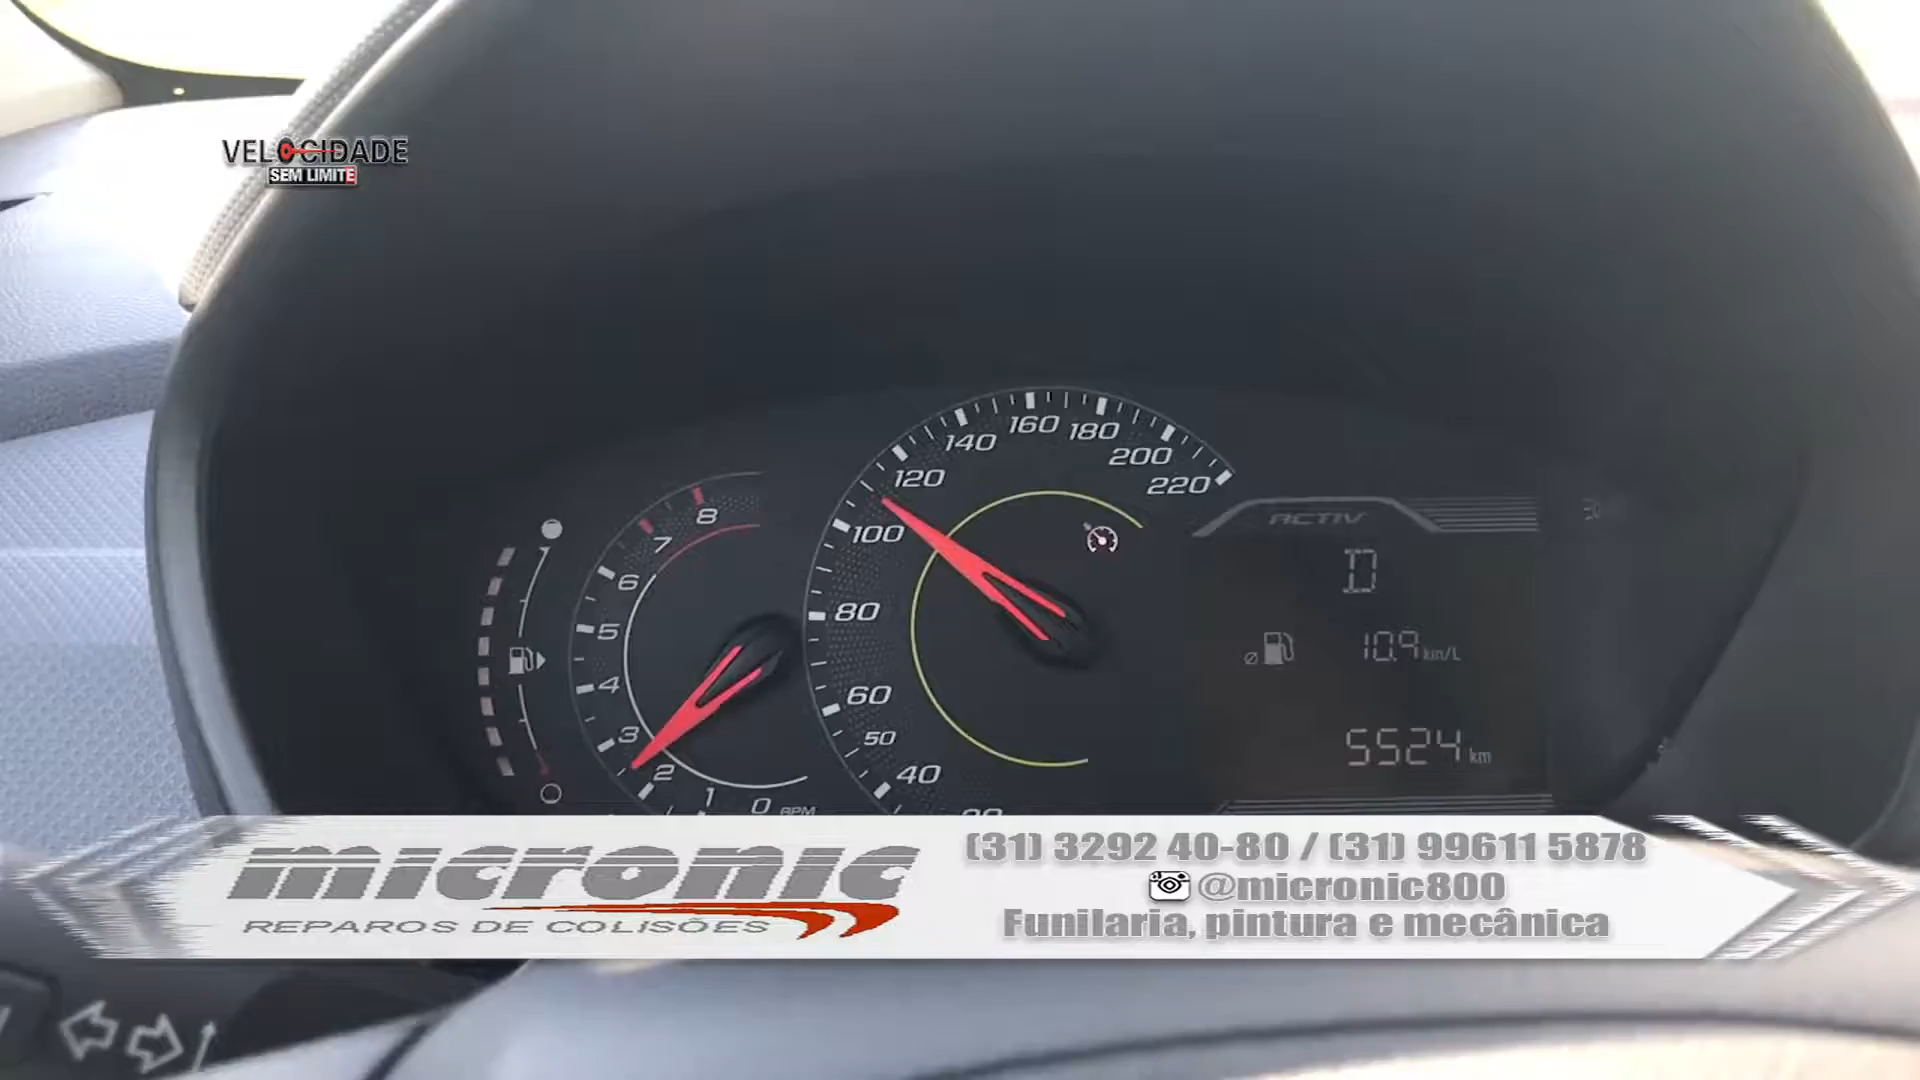 VELOCIDADE
SEM LIMITE
220
200
180
160
140
120
100
80
60
50
40
8
7
6
5
4
3
2
1
0 RPM
ACTIV
D
10.9 km/L
5524 km
micronic
REPAROS DE COLISÕES
(31) 3292 40-80 / (31) 99611 5878
@micronic800
Funilaria, pintura e mecânica